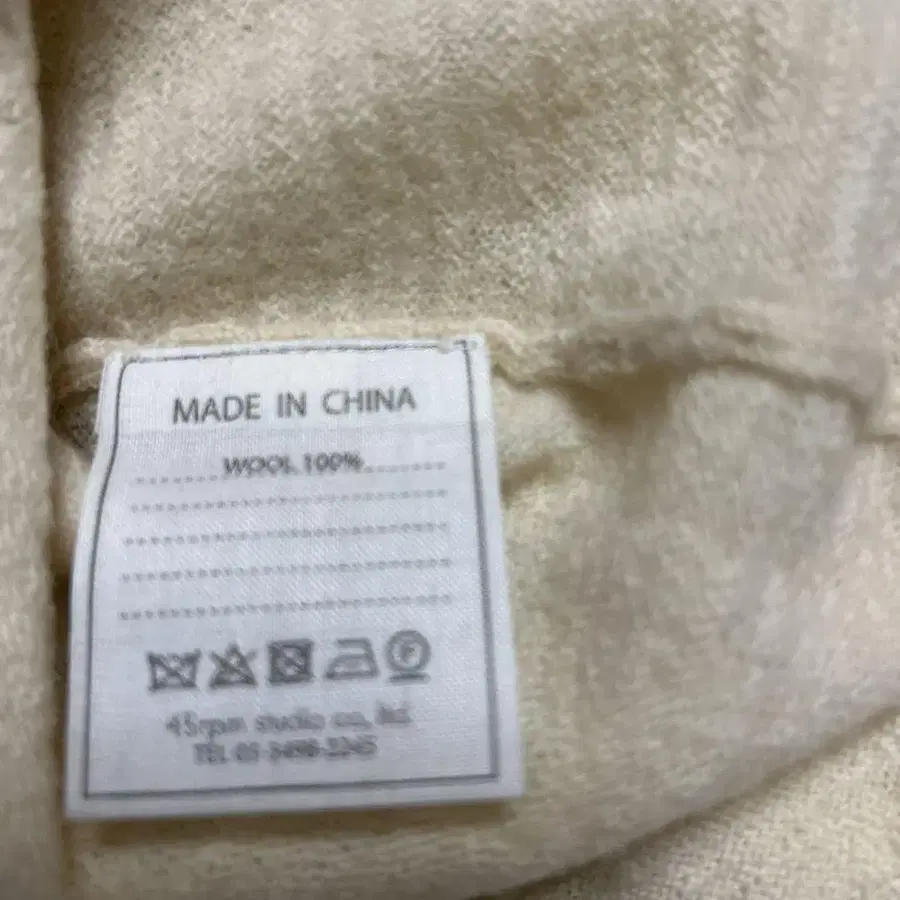 MADE IN CHINA
WOOL 100%
F
45rpm studio co., ltd
TEL 03-3498-2245